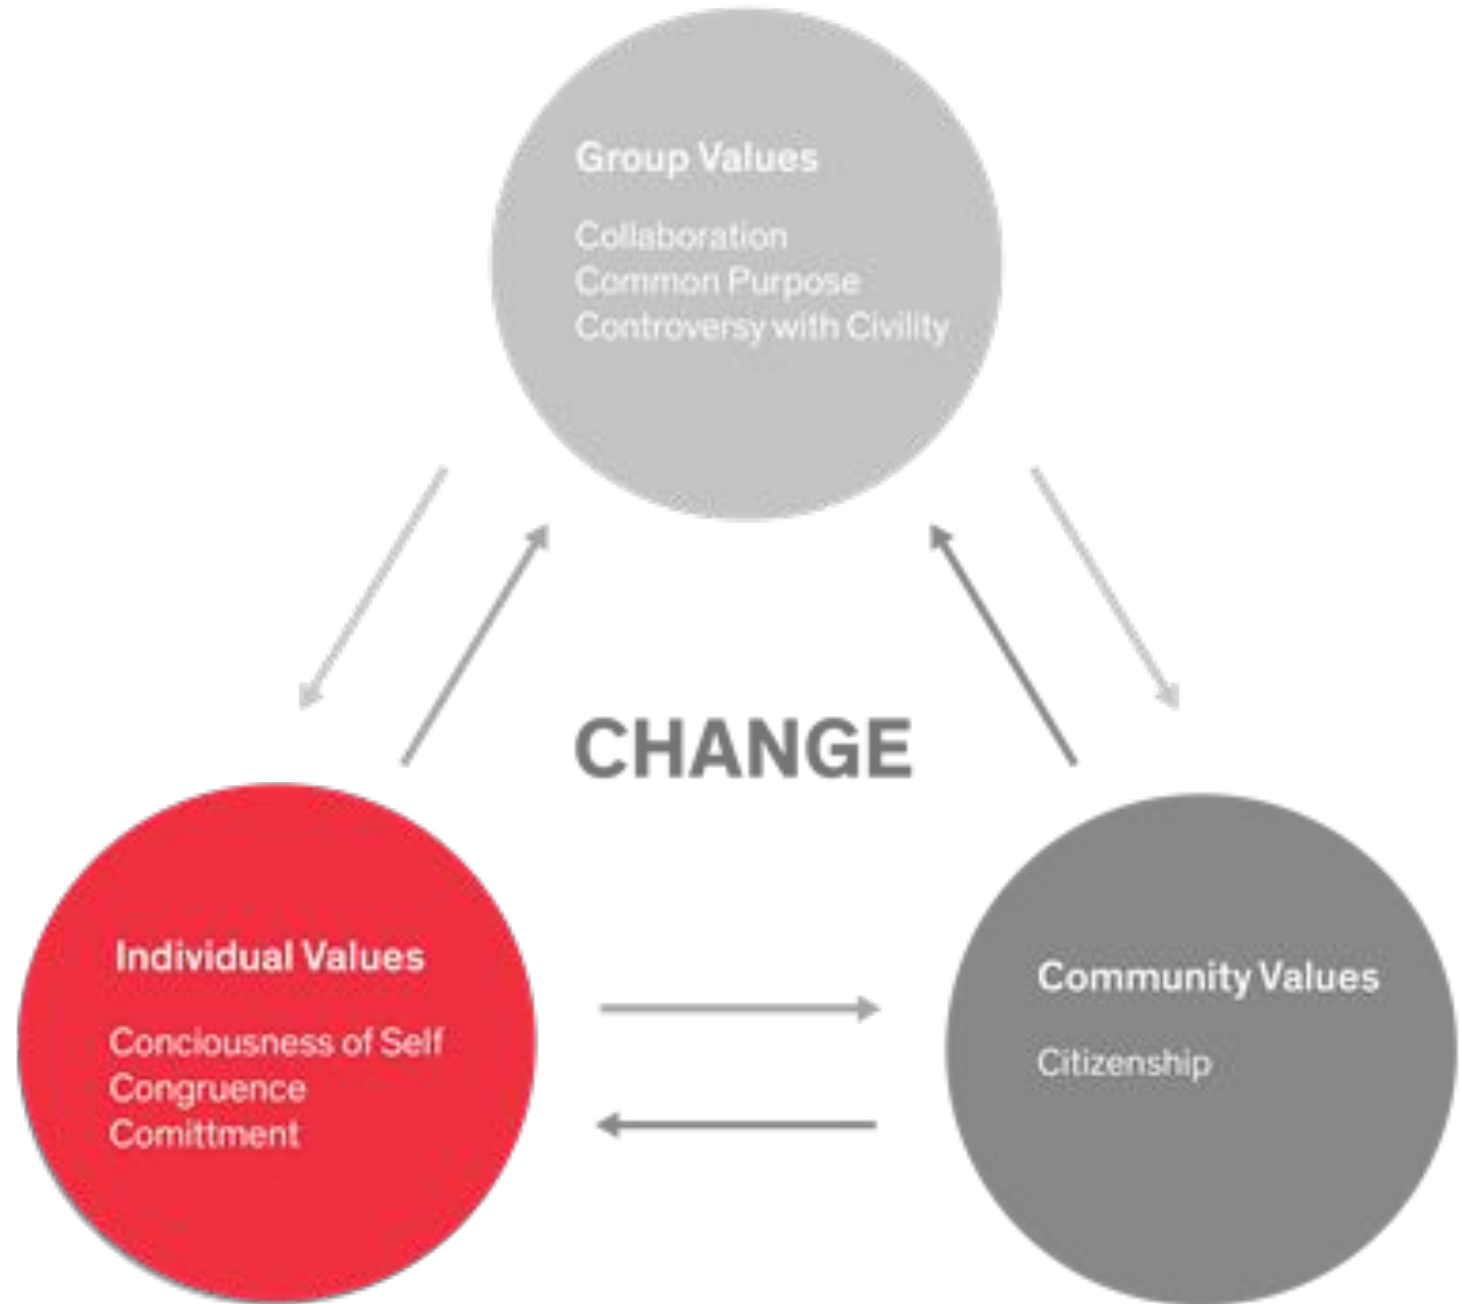 Group Values
Collaboration
Common Purpose
Controversy with Civility
CHANGE
Individual Values
Conciousness of Self
Congruence
Comittment
Community Values
Citizenship